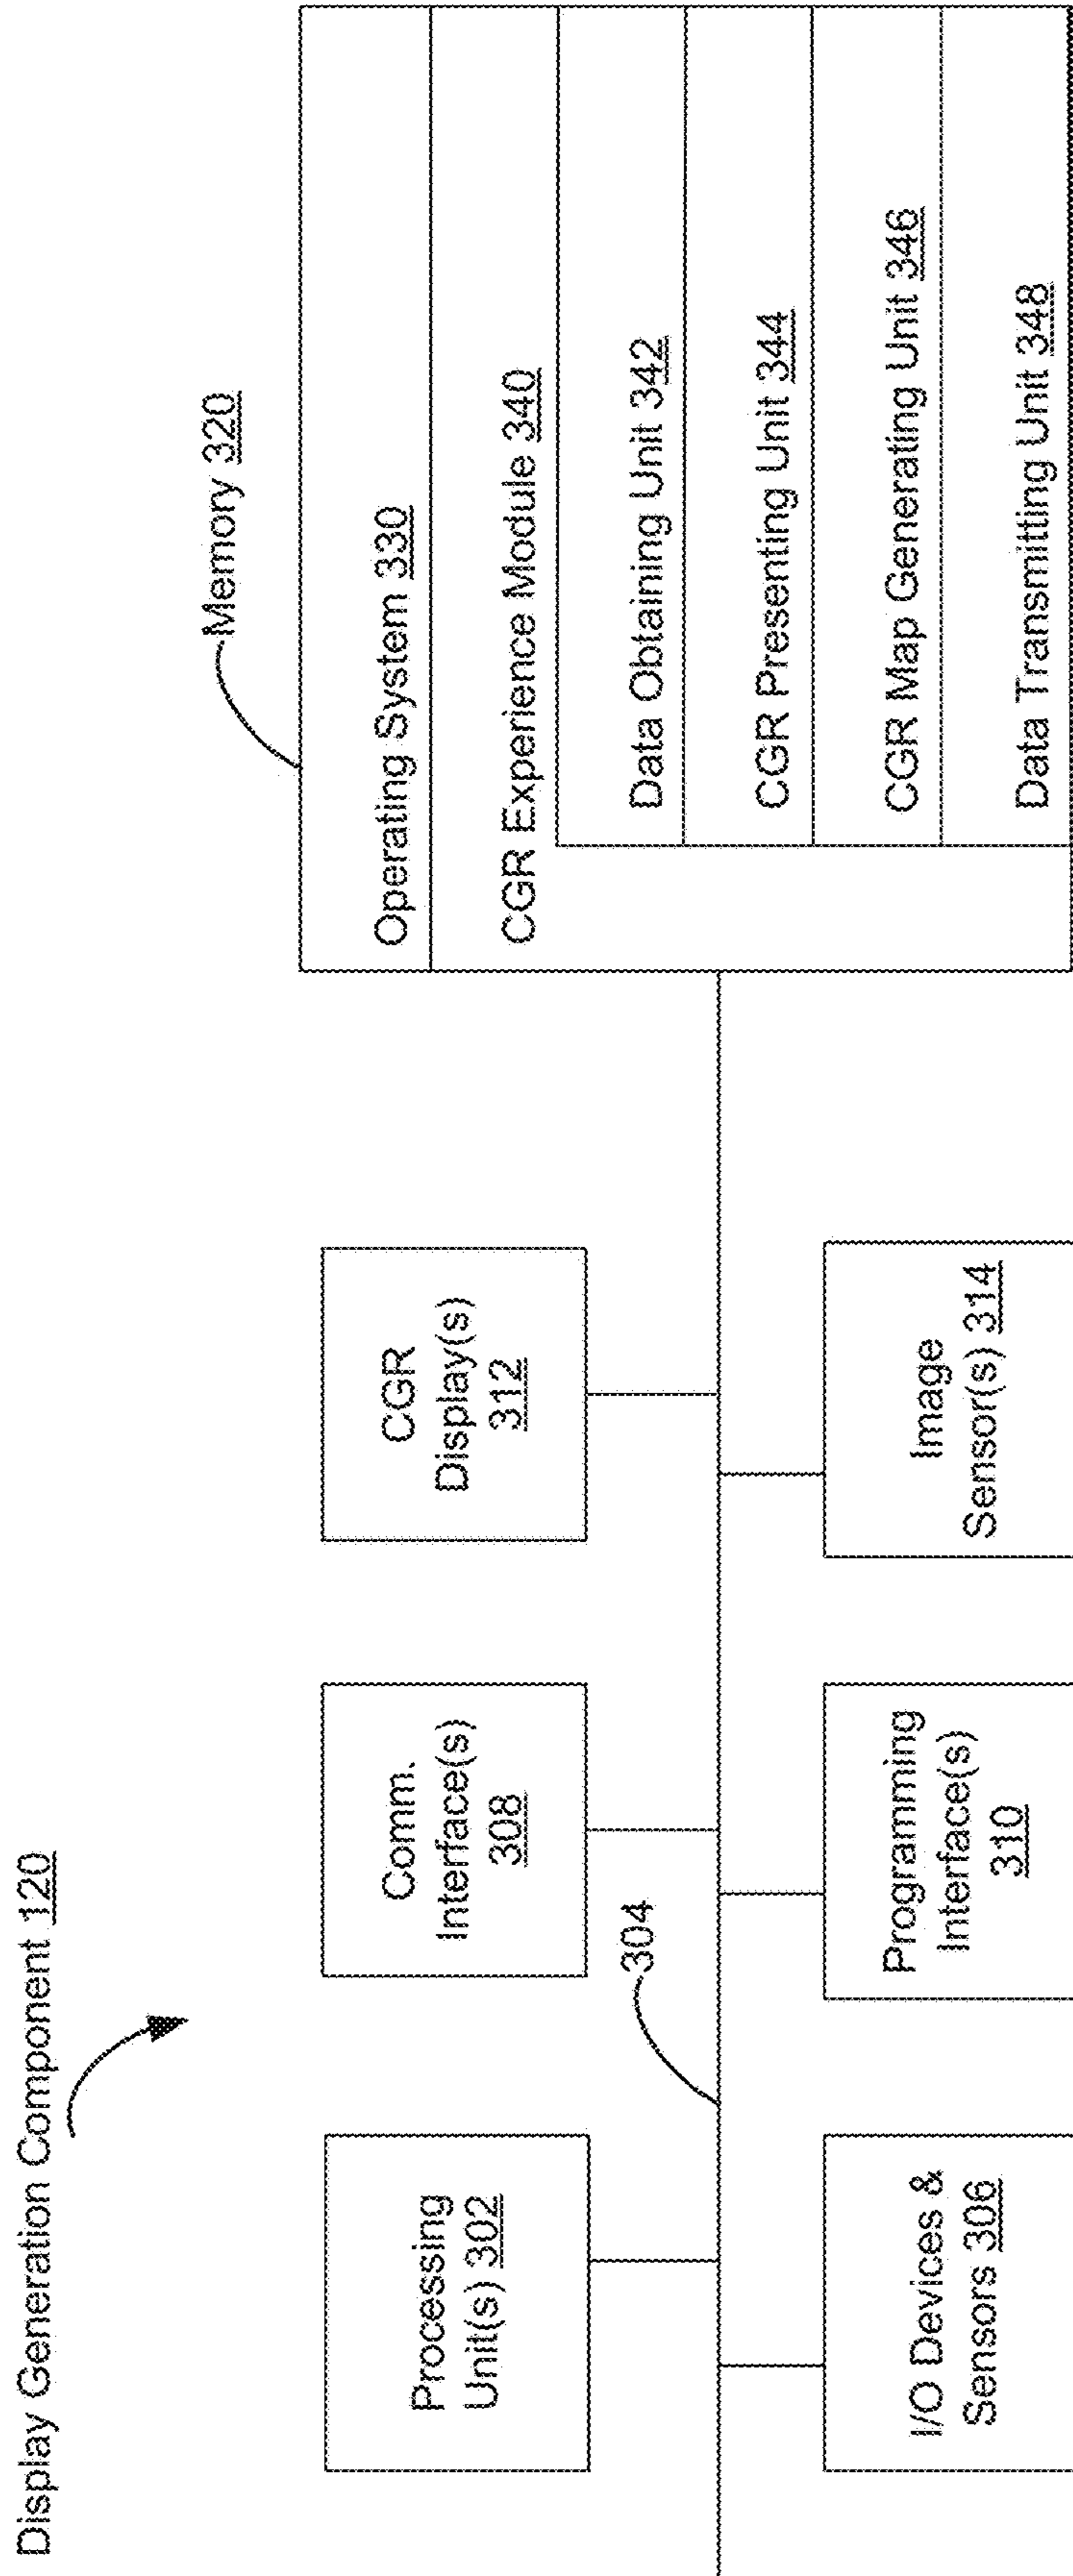 Display Generation Component 120
Memory 320
Processing
Unit(s) 302
Comm.
Interface(s)
308
CGR
Display(s)
312
304
I/O Devices &
Sensors 306
Programming
Interface(s)
310
Image
Sensor(s) 314
Operating System 330
CGR Experience Module 340
Data Obtaining Unit 342
CGR Presenting Unit 344
CGR Map Generating Unit 346
Data Transmitting Unit 348